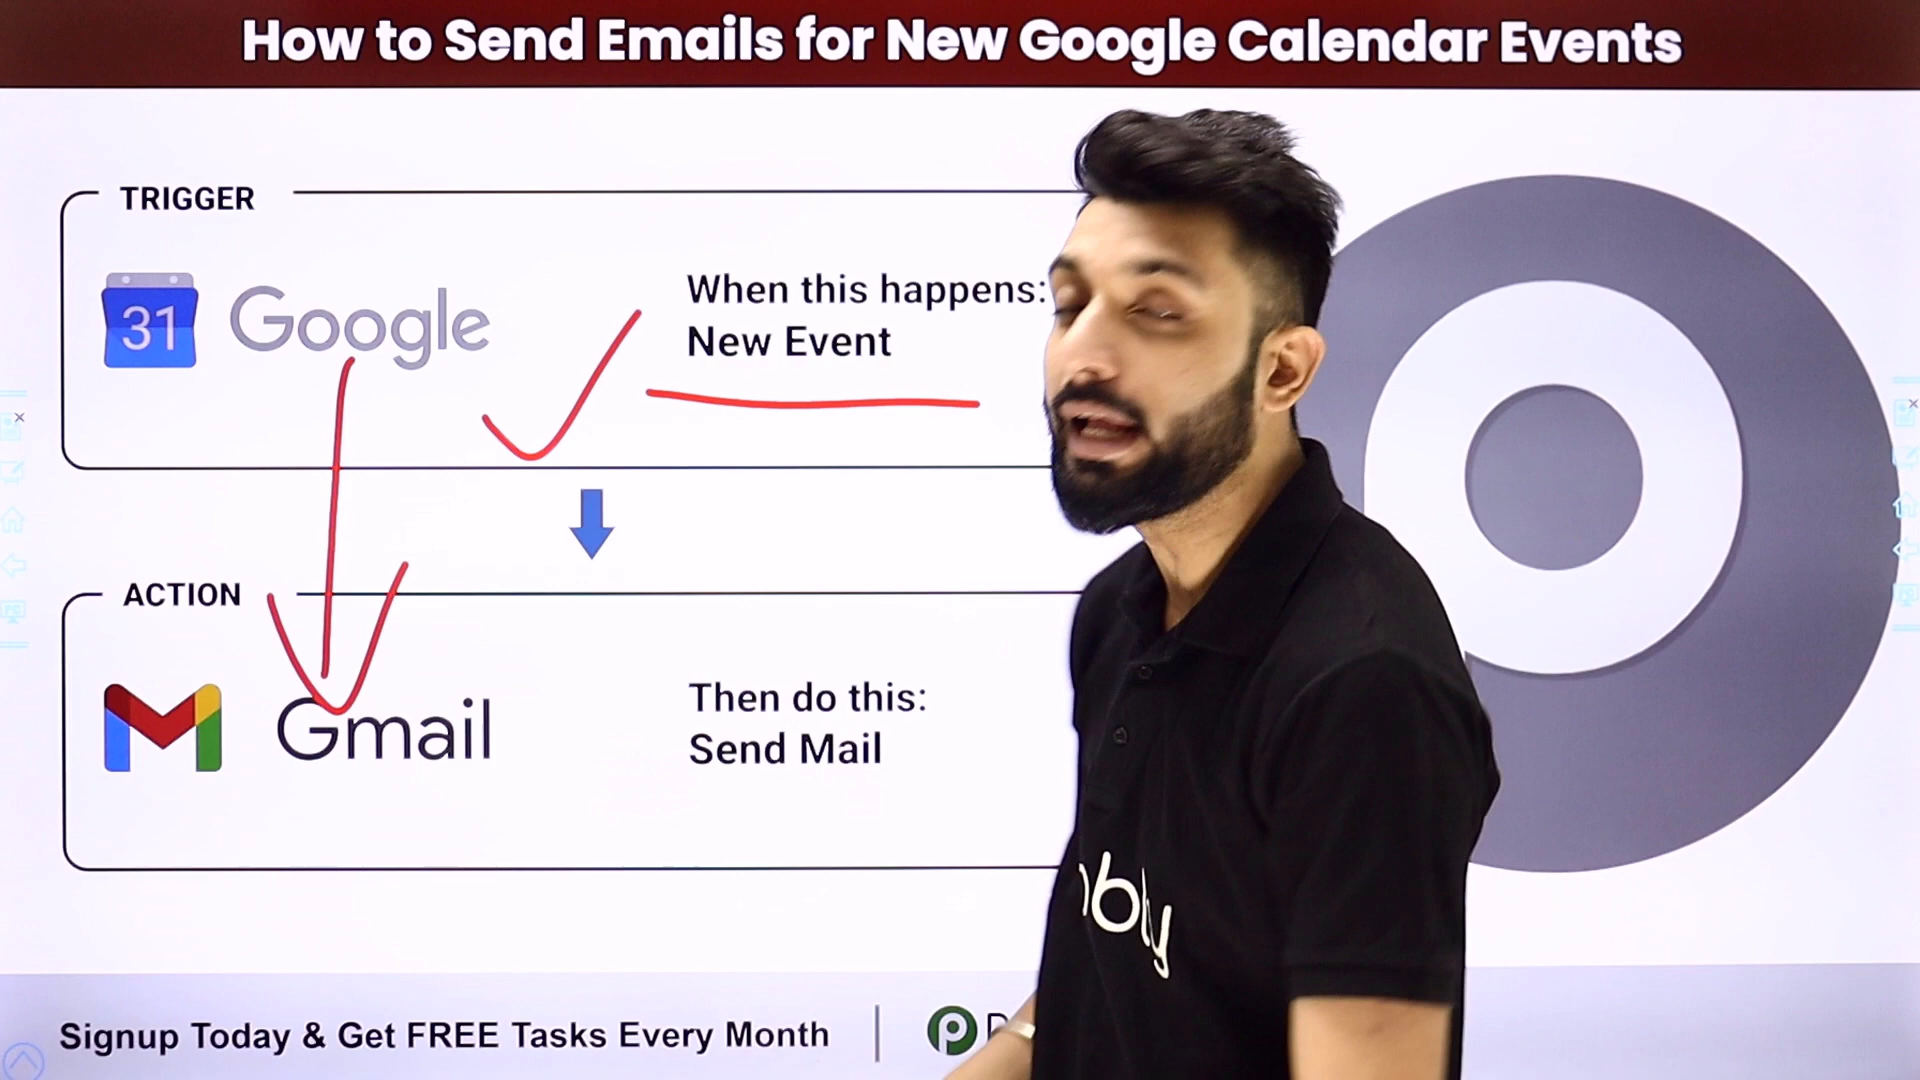 How to Send Emails for New Google Calendar Events
TRIGGER
31 Google
When this happens:
New Event
ACTION
Gmail
Then do this:
Send Mail
Signup Today & Get FREE Tasks Every Month